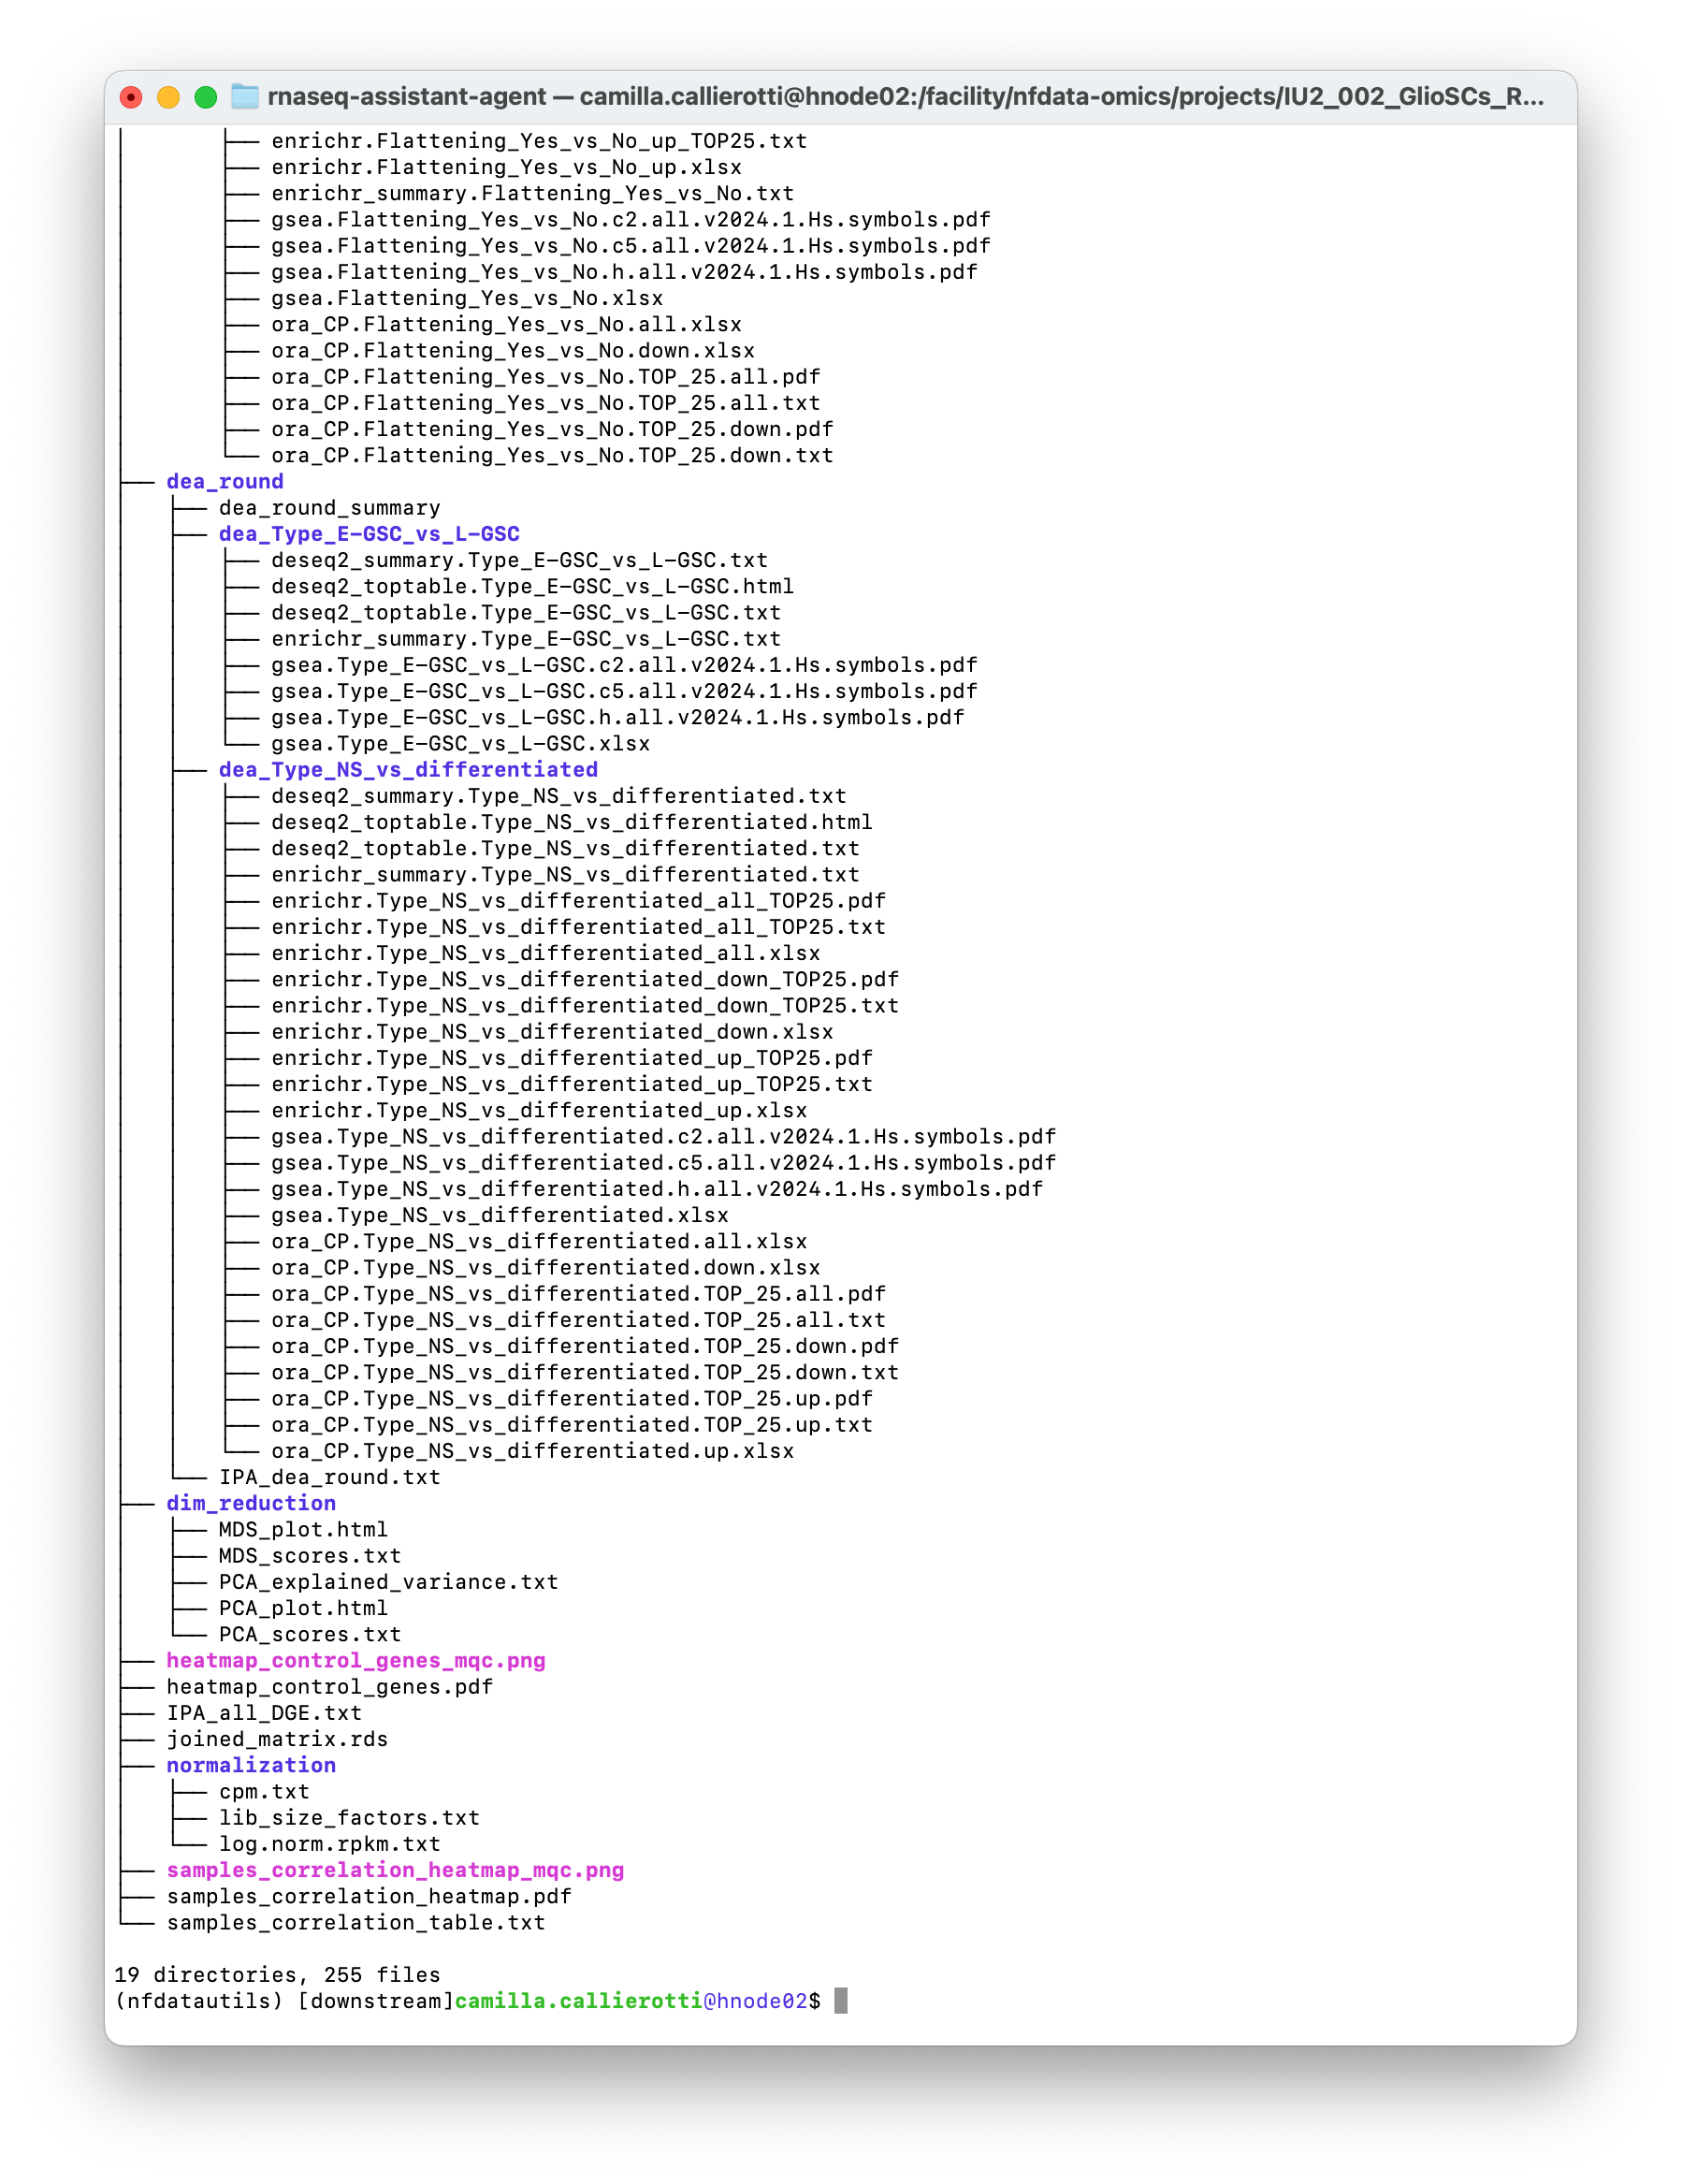 rnaseq-assistant-agent — camilla.callierotti@hnode02:/facility/nfdata-omics/projects/IU2_002_GlioSCs_R...
│       ├── enrichr.Flattening_Yes_vs_No_up_TOP25.txt
│       ├── enrichr.Flattening_Yes_vs_No_up.xlsx
│       ├── enrichr_summary.Flattening_Yes_vs_No.txt
│       ├── gsea.Flattening_Yes_vs_No.c2.all.v2024.1.Hs.symbols.pdf
│       ├── gsea.Flattening_Yes_vs_No.c5.all.v2024.1.Hs.symbols.pdf
│       ├── gsea.Flattening_Yes_vs_No.h.all.v2024.1.Hs.symbols.pdf
│       ├── gsea.Flattening_Yes_vs_No.xlsx
│       ├── ora_CP.Flattening_Yes_vs_No.all.xlsx
│       ├── ora_CP.Flattening_Yes_vs_No.down.xlsx
│       ├── ora_CP.Flattening_Yes_vs_No.TOP_25.all.pdf
│       ├── ora_CP.Flattening_Yes_vs_No.TOP_25.all.txt
│       ├── ora_CP.Flattening_Yes_vs_No.TOP_25.down.pdf
│       └── ora_CP.Flattening_Yes_vs_No.TOP_25.down.txt
├── dea_round
│   ├── dea_round_summary
│   ├── dea_Type_E-GSC_vs_L-GSC
│   │   ├── deseq2_summary.Type_E-GSC_vs_L-GSC.txt
│   │   ├── deseq2_toptable.Type_E-GSC_vs_L-GSC.html
│   │   ├── deseq2_toptable.Type_E-GSC_vs_L-GSC.txt
│   │   ├── enrichr_summary.Type_E-GSC_vs_L-GSC.txt
│   │   ├── gsea.Type_E-GSC_vs_L-GSC.c2.all.v2024.1.Hs.symbols.pdf
│   │   ├── gsea.Type_E-GSC_vs_L-GSC.c5.all.v2024.1.Hs.symbols.pdf
│   │   ├── gsea.Type_E-GSC_vs_L-GSC.h.all.v2024.1.Hs.symbols.pdf
│   │   └── gsea.Type_E-GSC_vs_L-GSC.xlsx
│   ├── dea_Type_NS_vs_differentiated
│   │   ├── deseq2_summary.Type_NS_vs_differentiated.txt
│   │   ├── deseq2_toptable.Type_NS_vs_differentiated.html
│   │   ├── deseq2_toptable.Type_NS_vs_differentiated.txt
│   │   ├── enrichr_summary.Type_NS_vs_differentiated.txt
│   │   ├── enrichr.Type_NS_vs_differentiated_all_TOP25.pdf
│   │   ├── enrichr.Type_NS_vs_differentiated_all_TOP25.txt
│   │   ├── enrichr.Type_NS_vs_differentiated_all.xlsx
│   │   ├── enrichr.Type_NS_vs_differentiated_down_TOP25.pdf
│   │   ├── enrichr.Type_NS_vs_differentiated_down_TOP25.txt
│   │   ├── enrichr.Type_NS_vs_differentiated_down.xlsx
│   │   ├── enrichr.Type_NS_vs_differentiated_up_TOP25.pdf
│   │   ├── enrichr.Type_NS_vs_differentiated_up_TOP25.txt
│   │   ├── enrichr.Type_NS_vs_differentiated_up.xlsx
│   │   ├── gsea.Type_NS_vs_differentiated.c2.all.v2024.1.Hs.symbols.pdf
│   │   ├── gsea.Type_NS_vs_differentiated.c5.all.v2024.1.Hs.symbols.pdf
│   │   ├── gsea.Type_NS_vs_differentiated.h.all.v2024.1.Hs.symbols.pdf
│   │   ├── gsea.Type_NS_vs_differentiated.xlsx
│   │   ├── ora_CP.Type_NS_vs_differentiated.all.xlsx
│   │   ├── ora_CP.Type_NS_vs_differentiated.down.xlsx
│   │   ├── ora_CP.Type_NS_vs_differentiated.TOP_25.all.pdf
│   │   ├── ora_CP.Type_NS_vs_differentiated.TOP_25.all.txt
│   │   ├── ora_CP.Type_NS_vs_differentiated.TOP_25.down.pdf
│   │   ├── ora_CP.Type_NS_vs_differentiated.TOP_25.down.txt
│   │   ├── ora_CP.Type_NS_vs_differentiated.TOP_25.up.pdf
│   │   ├── ora_CP.Type_NS_vs_differentiated.TOP_25.up.txt
│   │   └── ora_CP.Type_NS_vs_differentiated.up.xlsx
│   └── IPA_dea_round.txt
├── dim_reduction
│   ├── MDS_plot.html
│   ├── MDS_scores.txt
│   ├── PCA_explained_variance.txt
│   ├── PCA_plot.html
│   └── PCA_scores.txt
├── heatmap_control_genes_mqc.png
├── heatmap_control_genes.pdf
├── IPA_all_DGE.txt
├── joined_matrix.rds
├── normalization
│   ├── cpm.txt
│   ├── lib_size_factors.txt
│   └── log.norm.rpkm.txt
├── samples_correlation_heatmap_mqc.png
├── samples_correlation_heatmap.pdf
└── samples_correlation_table.txt
19 directories, 255 files
(nfdatautils) [downstream]camilla.callierotti@hnode02$